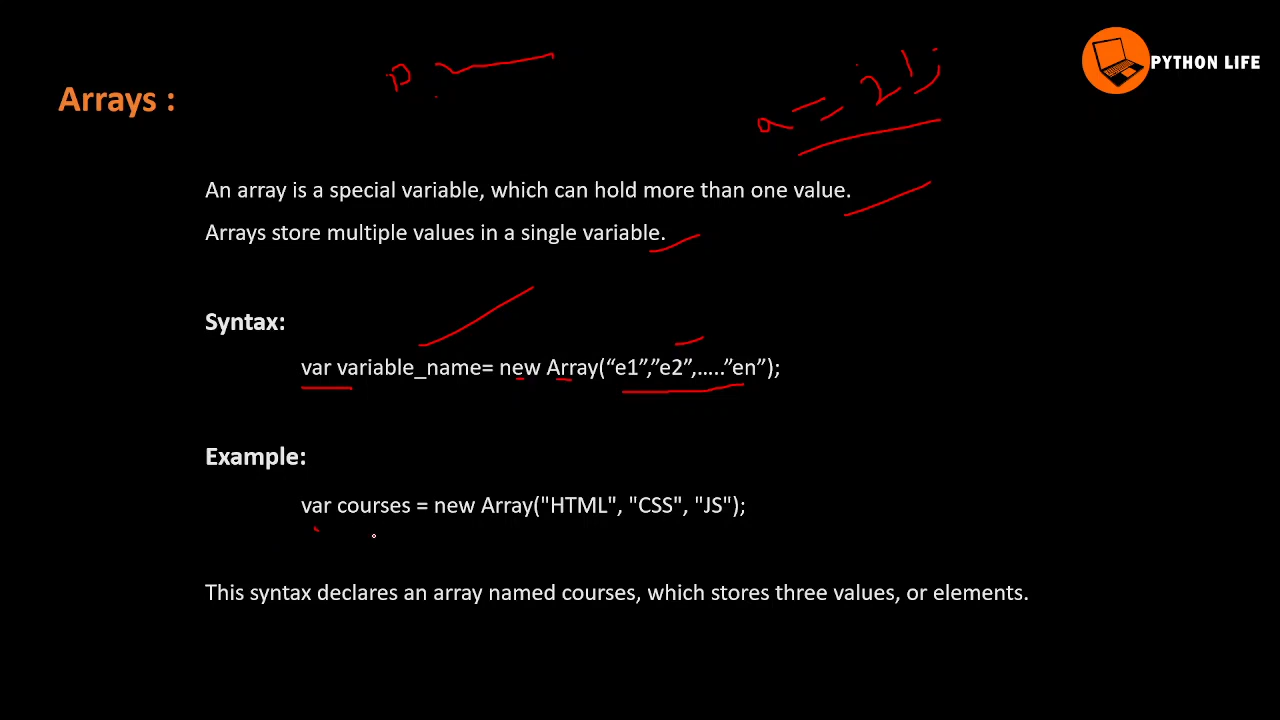 PYTHON LIFE
Arrays :
a = 21;
An array is a special variable, which can hold more than one value.
Arrays store multiple values in a single variable.
Syntax:
var variable_name= new Array(“e1”,”e2”,…..”en”);
Example:
var courses = new Array("HTML", "CSS", "JS");
This syntax declares an array named courses, which stores three values, or elements.